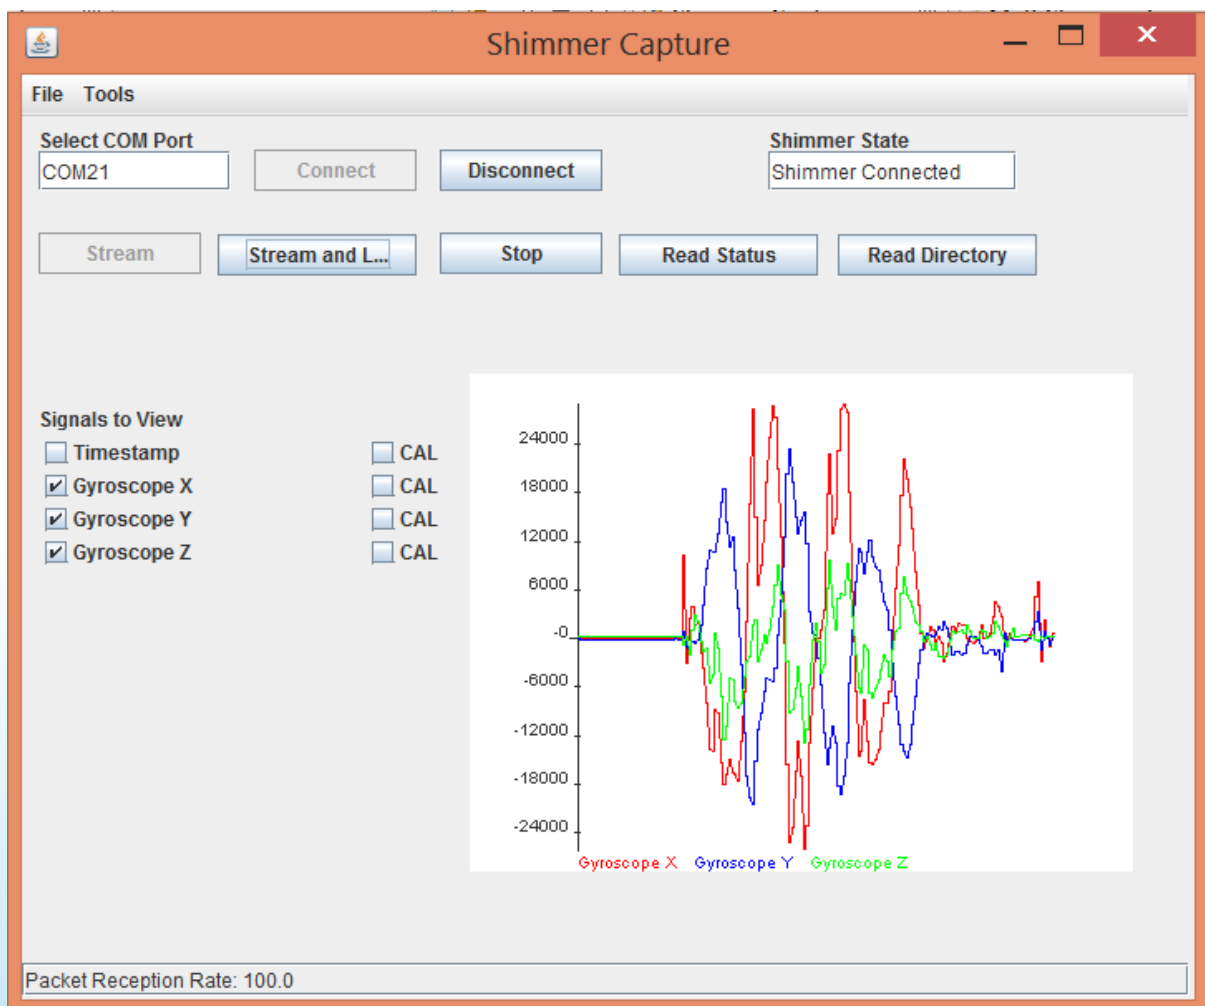 Shimmer Capture
File Tools
Select COM Port
Shimmer State
COM21
Connect
Disconnect
Shimmer Connected
Stream
Stream and L...
Stop
Read Status
Read Directory
Signals to View
Timestamp CAL
Gyroscope X CAL
Gyroscope Y CAL
Gyroscope Z CAL
24000
18000
12000
6000
-0
-6000
-12000
-18000
-24000
Gyroscope X Gyroscope Y Gyroscope Z
Packet Reception Rate: 100.0